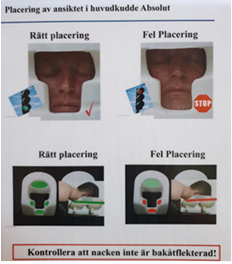 Placering av ansiktet i huvudkudde Absolut
Rätt placering
Fel Placering
STOP
Rätt placering
Fel Placering
Kontrollera att nacken inte är bakåtflekterad!